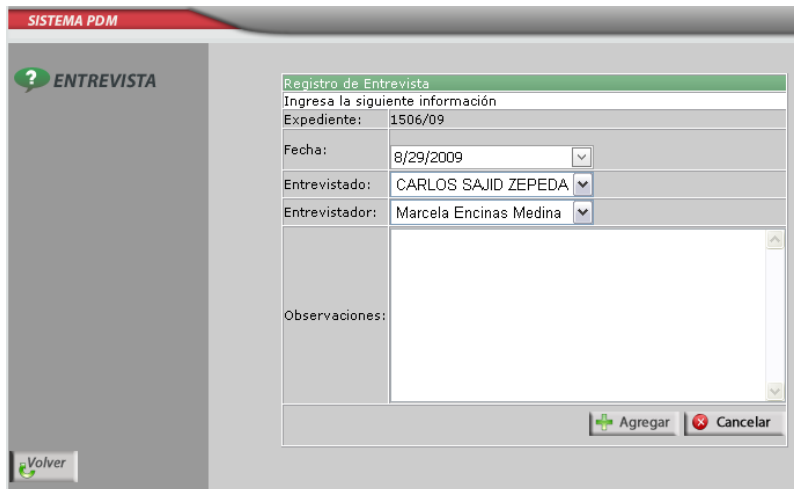 SISTEMA PDM
? ENTREVISTA
Registro de Entrevista
Ingresa la siguiente información
Expediente: 1506/09
Fecha: 8/29/2009
Entrevistado: CARLOS SAJID ZEPEDA
Entrevistador: Marcela Encinas Medina
Observaciones:
Agregar Cancelar
Volver